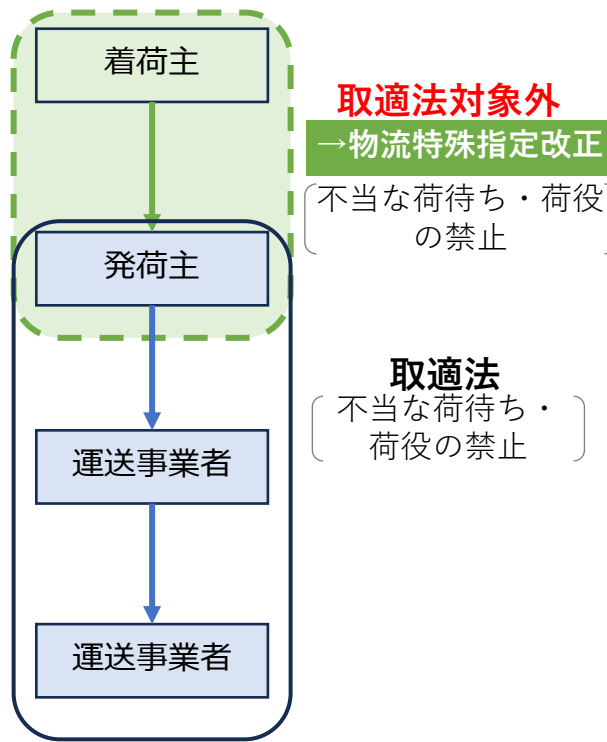 着荷主
取適法対象外
→物流特殊指定改正
不当な荷待ち・荷役
の禁止
発荷主
取適法
不当な荷待ち・
荷役の禁止
運送事業者
運送事業者